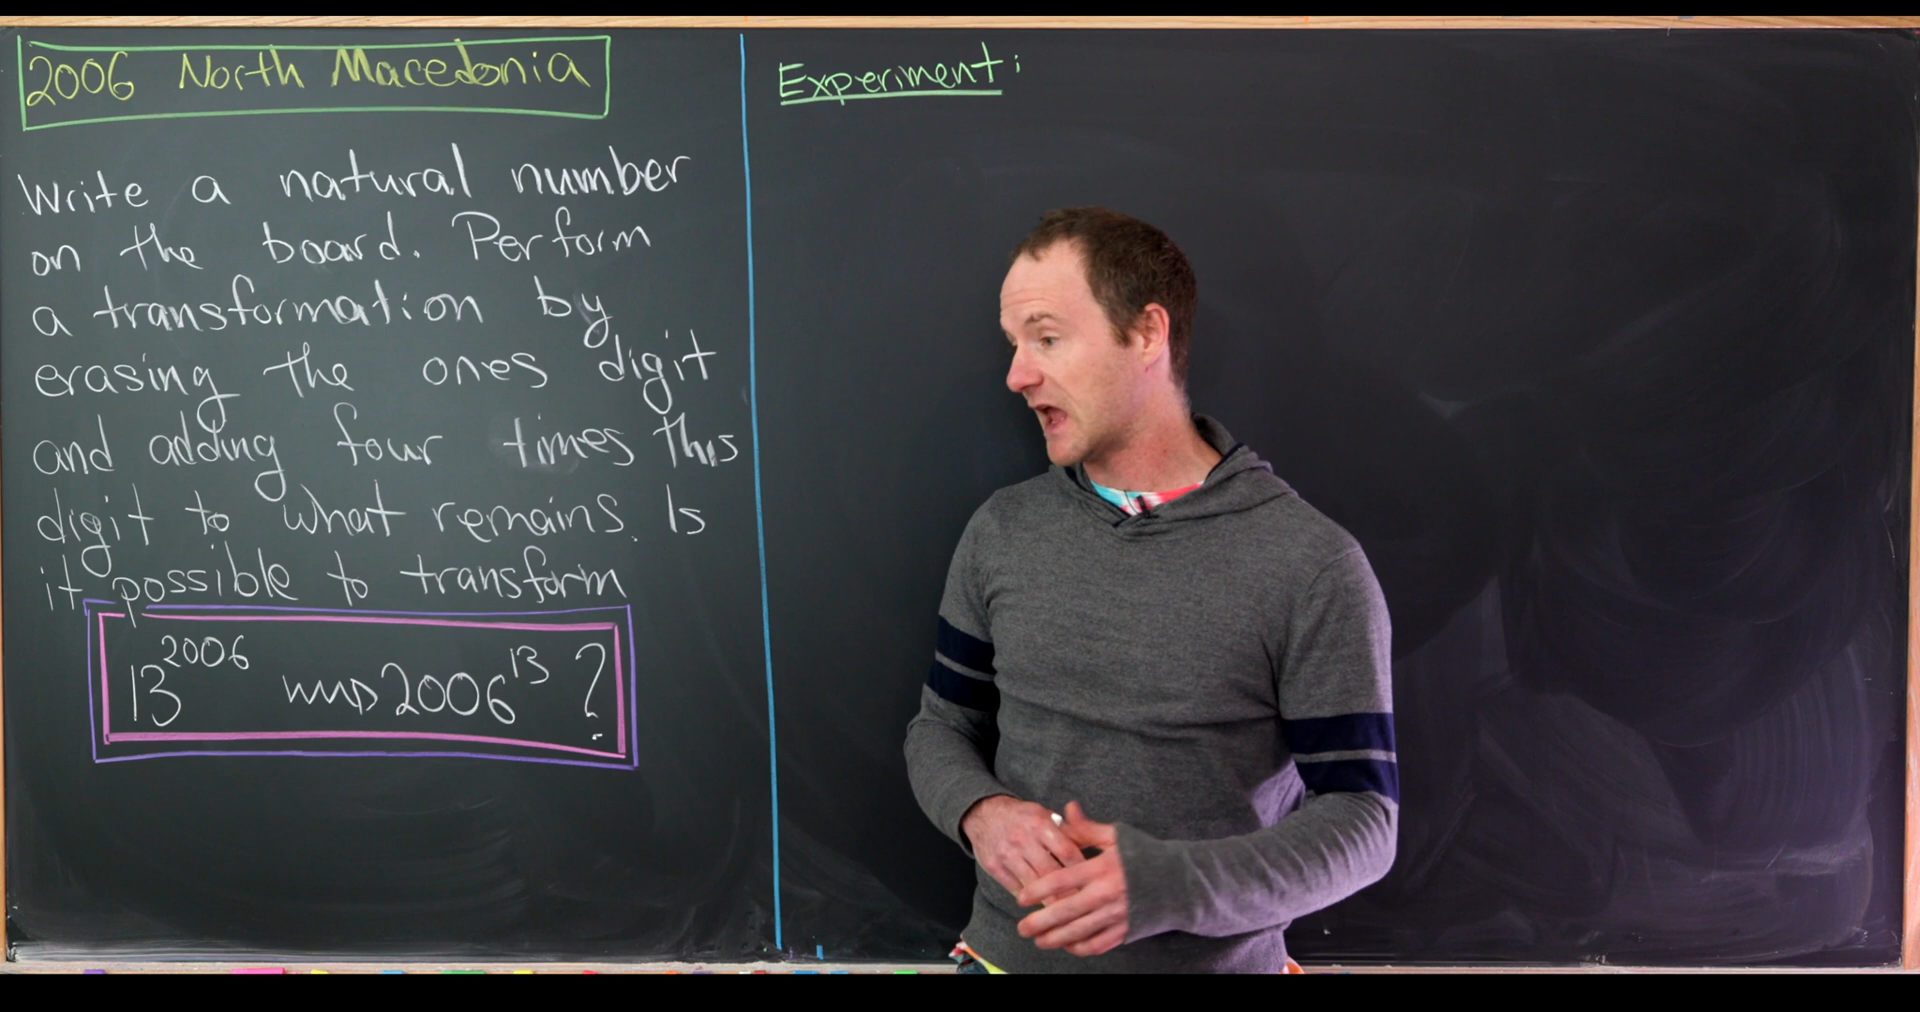 2006 North Macedonia
Write a natural number
on the board. Perform
a transformation by
erasing the ones digit
and adding four times this
digit to what remains. Is
it possible to transform
13^2006 ⟿ 2006^13 ?
Experiment: